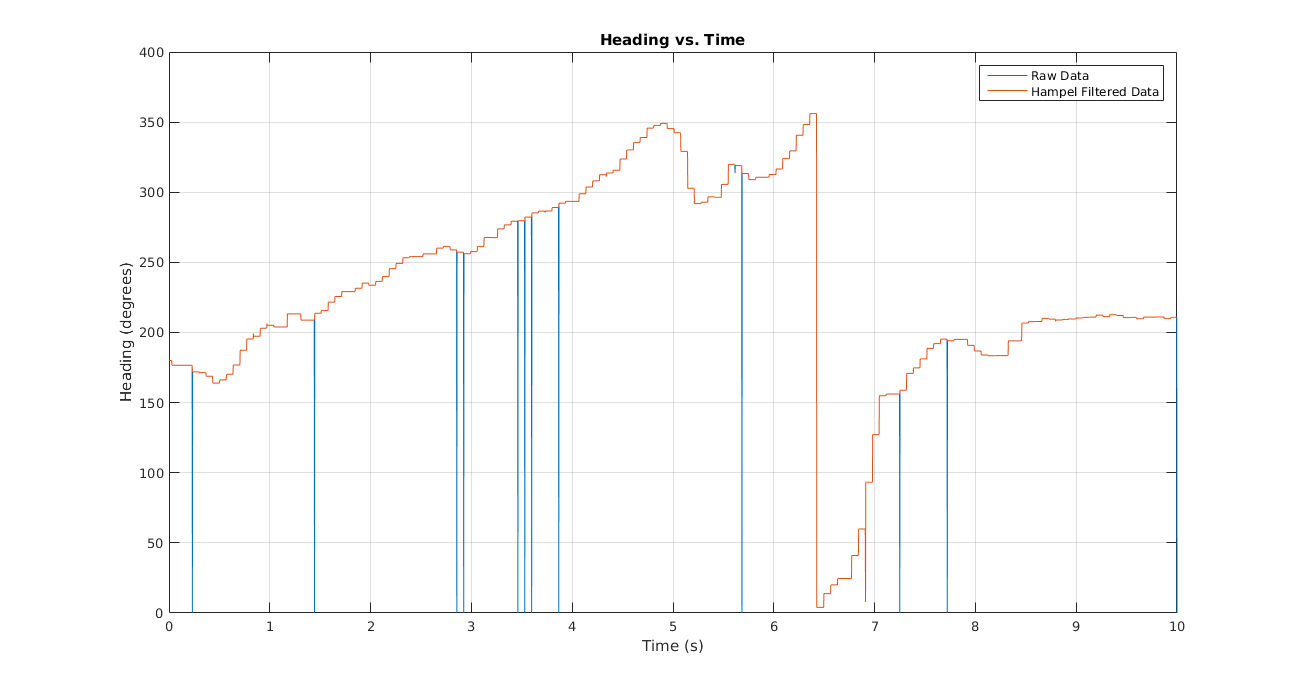 Heading vs. Time
Raw Data
Hampel Filtered Data
Heading (degrees)
400
350
300
250
200
150
100
50
0
0 1 2 3 4 5 6 7 8 9 10
Time (s)